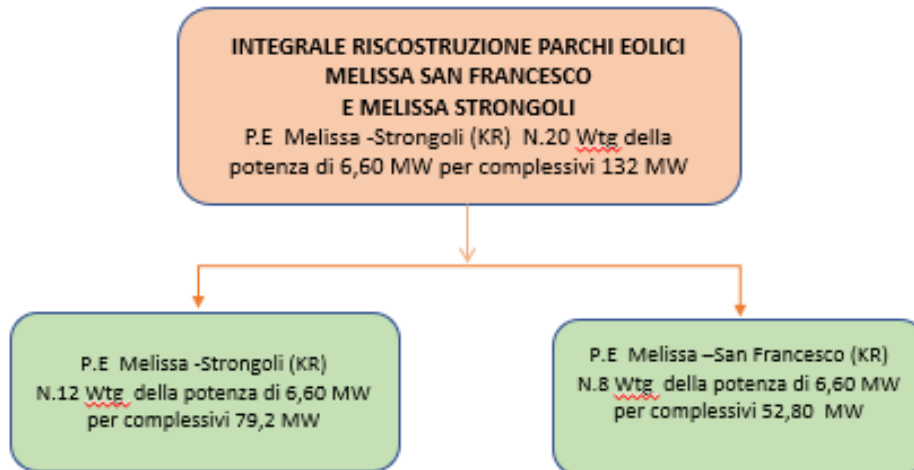 INTEGRALE RISCOSTRUZIONE PARCHI EOLICI
MELISSA SAN FRANCESCO
E MELISSA STRONGOLI
P.E Melissa -Strongoli (KR) N.20 Wtg della
potenza di 6,60 MW per complessivi 132 MW
P.E Melissa -Strongoli (KR)
N.12 Wtg della potenza di 6,60 MW
per complessivi 79,2 MW
P.E Melissa –San Francesco (KR)
N.8 Wtg della potenza di 6,60 MW
per complessivi 52,80 MW